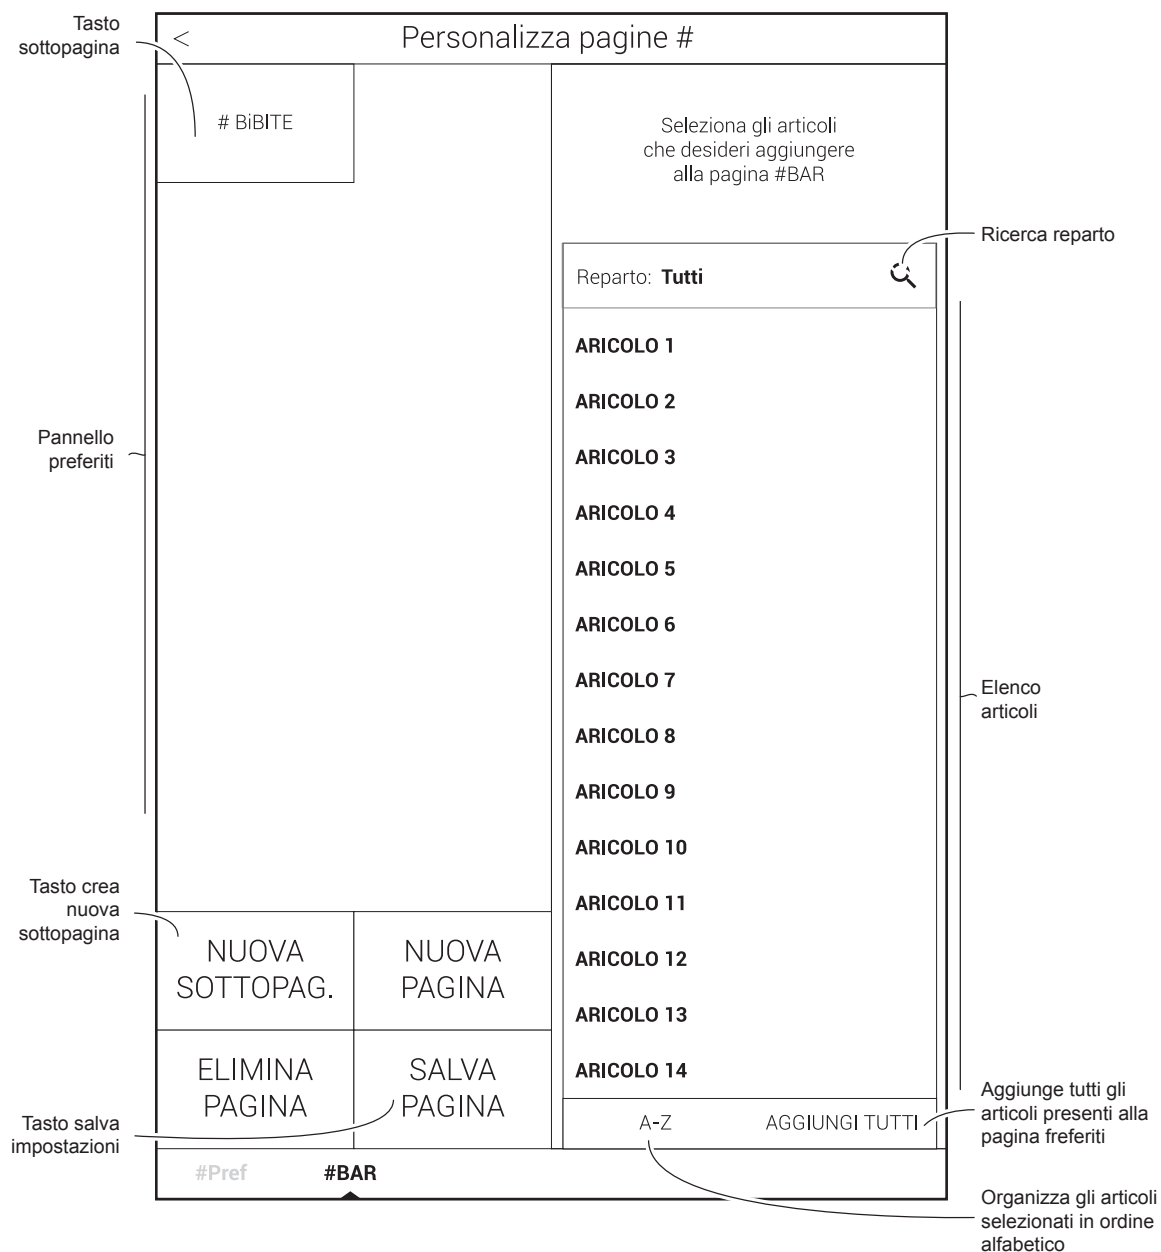 Tasto
sottopagina
<
Personalizza pagine #
# BiBITE
Seleziona gli articoli
che desideri aggiungere
alla pagina #BAR
Ricerca reparto
Reparto: Tutti
ARICOLO 1
ARICOLO 2
ARICOLO 3
ARICOLO 4
ARICOLO 5
ARICOLO 6
ARICOLO 7
ARICOLO 8
ARICOLO 9
ARICOLO 10
ARICOLO 11
ARICOLO 12
ARICOLO 13
ARICOLO 14
Pannello
preferiti
Elenco
articoli
Tasto crea
nuova
sottopagina
NUOVA
SOTTOPAG.
NUOVA
PAGINA
ELIMINA
PAGINA
SALVA
PAGINA
Tasto salva
impostazioni
A-Z
AGGIUNGI TUTTI
Aggiunge tutti gli
articoli presenti alla
pagina freferiti
#Pref
#BAR
Organizza gli articoli
selezionati in ordine
alfabetico